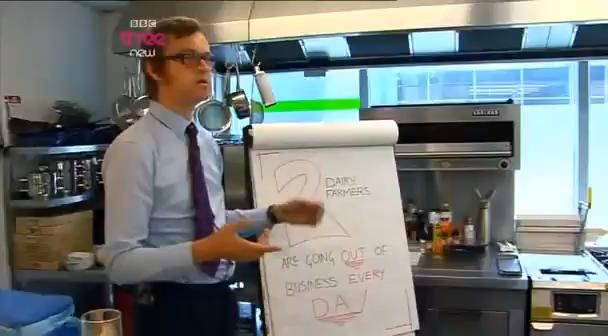 BBC
three
new
2 DAIRY
FARMERS
ARE GOING OUT OF
BUSINESS EVERY
DAY